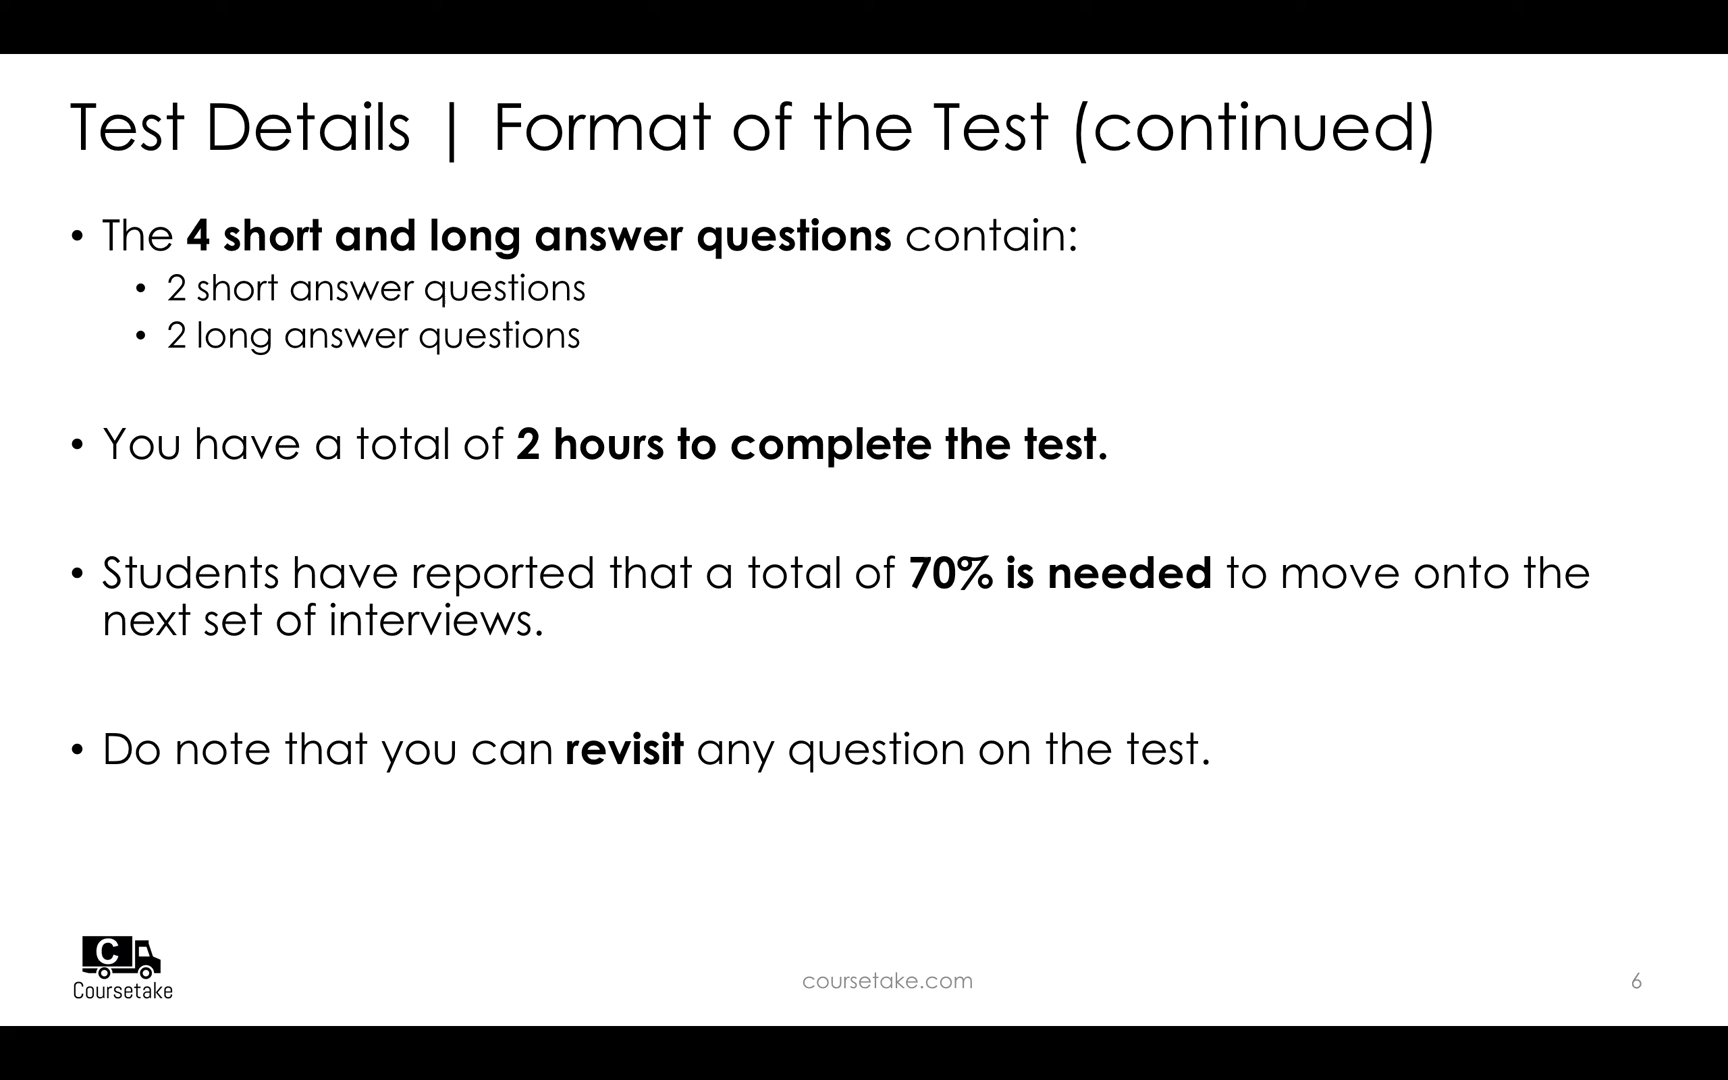 Test Details | Format of the Test (continued)
• The 4 short and long answer questions contain:
• 2 short answer questions
• 2 long answer questions
• You have a total of 2 hours to complete the test.
• Students have reported that a total of 70% is needed to move onto the
next set of interviews.
• Do note that you can revisit any question on the test.
C
Coursetake
coursetake.com
6